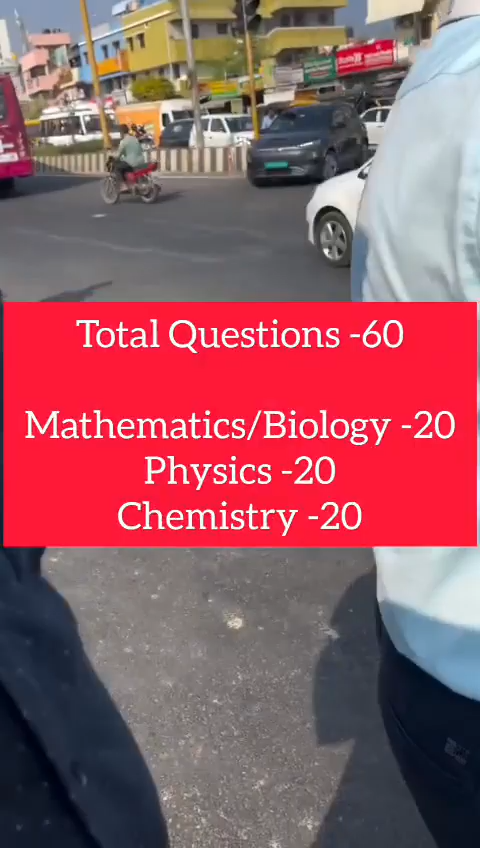 Total Questions -60
Mathematics/Biology -20
Physics -20
Chemistry -20